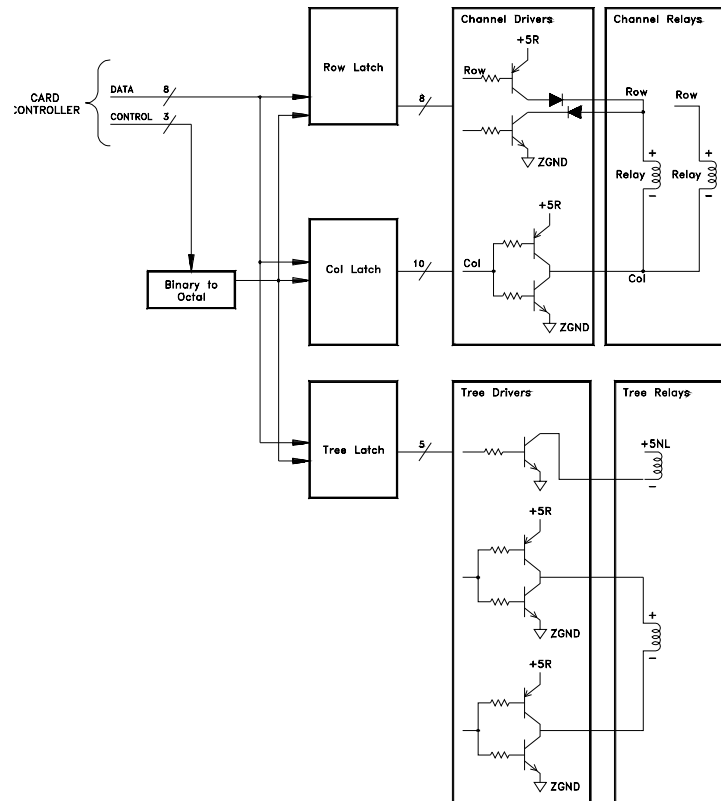 CARD
CONTROLLER
DATA
8
CONTROL
3
Binary to
Octal
Row Latch
8
Col Latch
10
Tree Latch
5
Channel Drivers
+5R
Row
ZGND
+5R
Col
ZGND
Channel Relays
Row
Row
+
+
Relay
Relay
-
-
Col
Tree Drivers
+5R
ZGND
+5R
ZGND
Tree Relays
+5NL
-
+
-